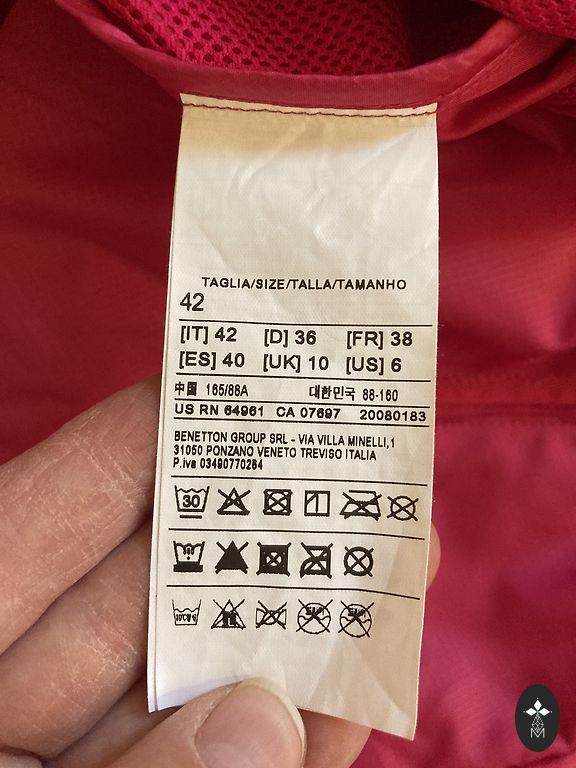 TAGLIA/SIZE/TALLA/TAMANHO
42
[IT] 42 [D] 36 [FR] 38
[ES] 40 [UK] 10 [US] 6
中国 165/88A 대한민국 88-160
US RN 64961 CA 07697 20080183
BENETTON GROUP SRL - VIA VILLA MINELLI,1
31050 PONZANO VENETO TREVISO ITALIA
P.iva 03490770264
30
M